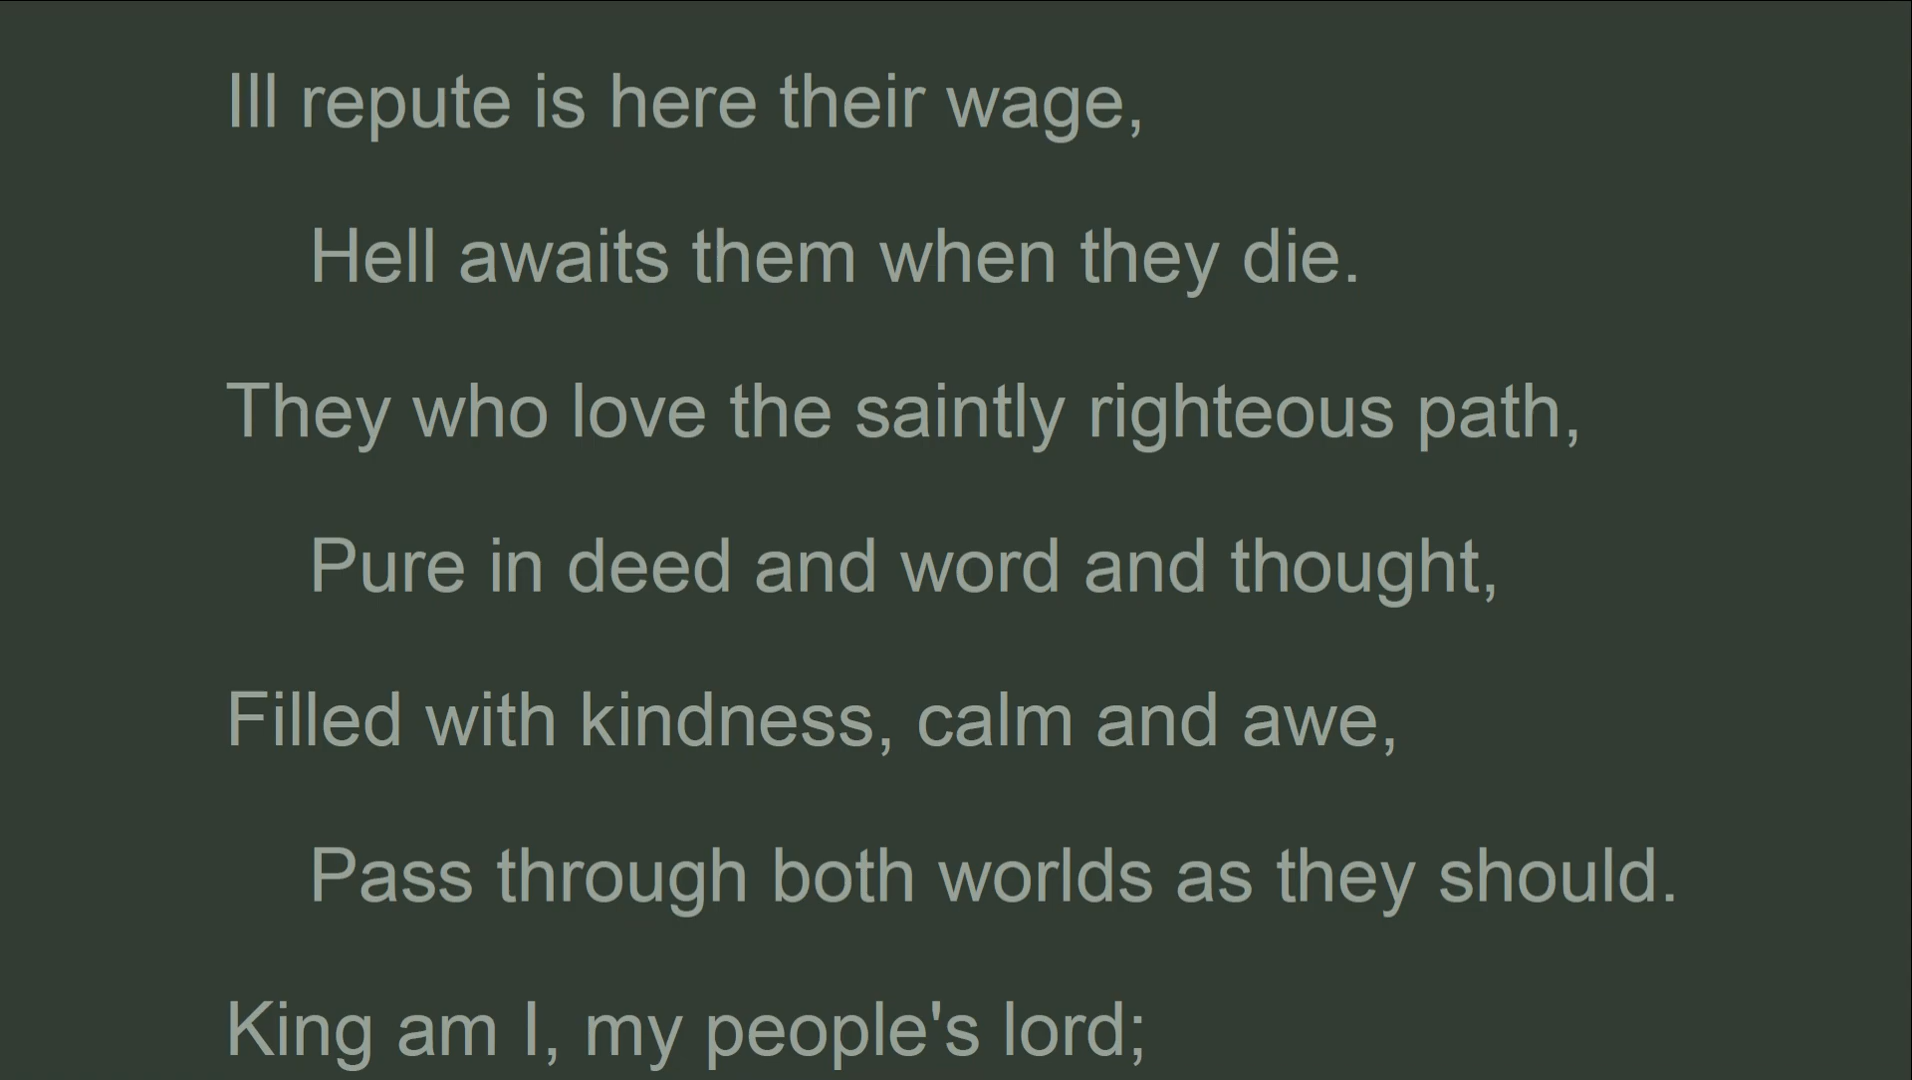 Ill repute is here their wage,
Hell awaits them when they die.
They who love the saintly righteous path,
Pure in deed and word and thought,
Filled with kindness, calm and awe,
Pass through both worlds as they should.
King am I, my people's lord;